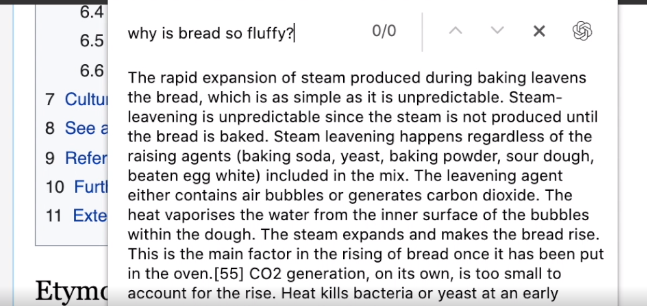 6.4
why is bread so fluffy? 0/0
6.5
6.6
The rapid expansion of steam produced during baking leavens
7 Cultu
the bread, which is as simple as it is unpredictable. Steam-
leavening is unpredictable since the steam is not produced until
8 See a
the bread is baked. Steam leavening happens regardless of the
9 Refer
raising agents (baking soda, yeast, baking powder, sour dough,
beaten egg white) included in the mix. The leavening agent
10 Furth
either contains air bubbles or generates carbon dioxide. The
11 Exte
heat vaporises the water from the inner surface of the bubbles
within the dough. The steam expands and makes the bread rise.
This is the main factor in the rising of bread once it has been put
in the oven.[55] CO2 generation, on its own, is too small to
Etymo
account for the rise. Heat kills bacteria or yeast at an early